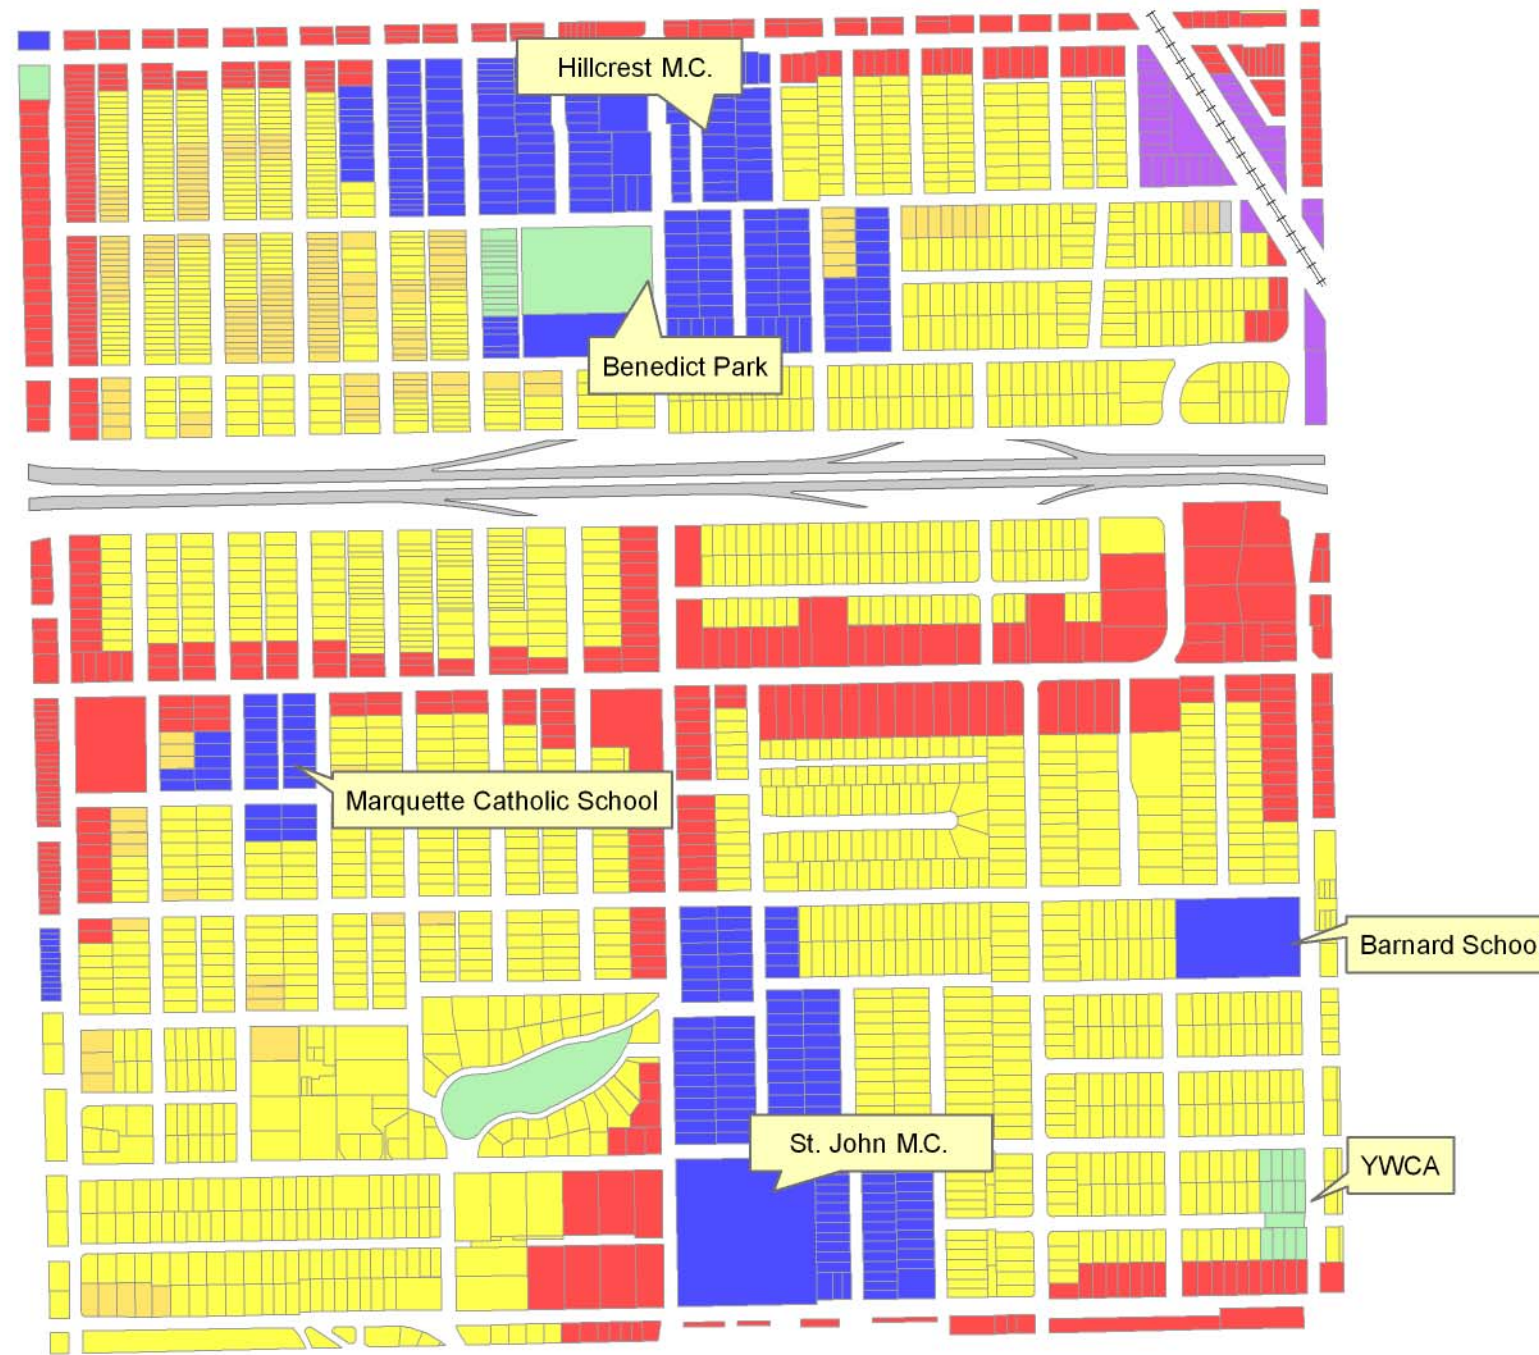 Hillcrest M.C.
Benedict Park
Marquette Catholic School
Barnard Schoo
St. John M.C.
YWCA